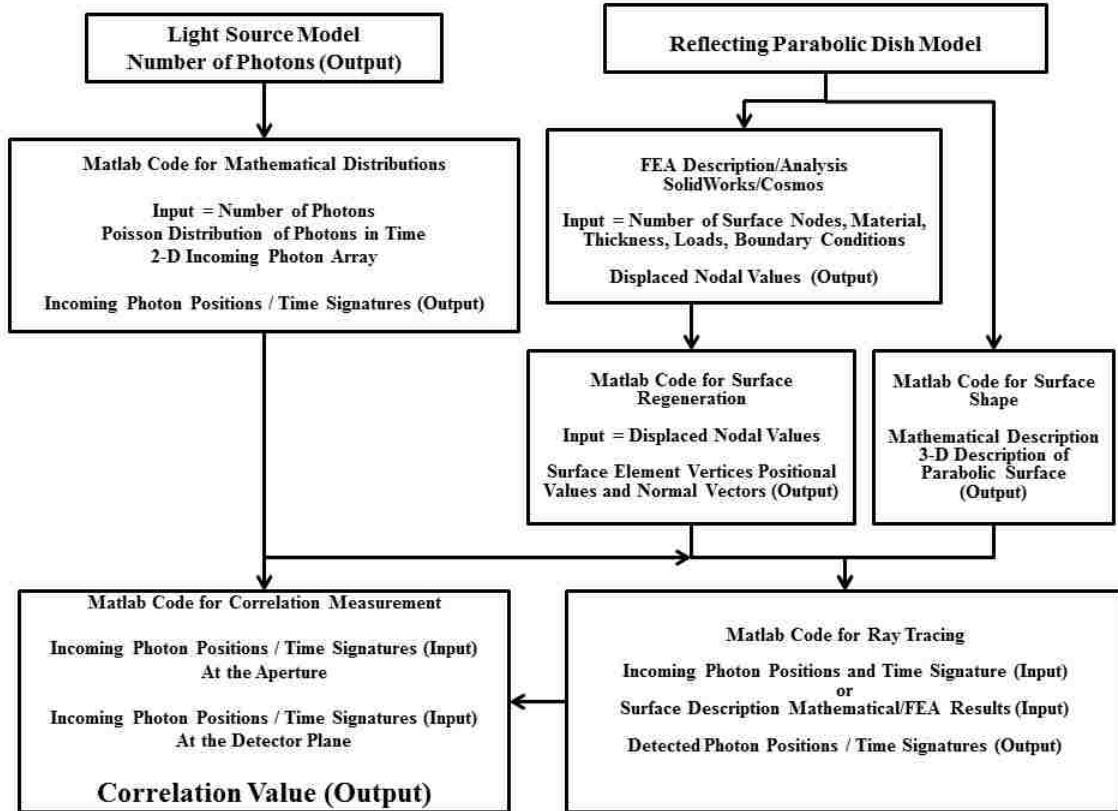 Light Source Model
Number of Photons (Output)
Reflecting Parabolic Dish Model
Matlab Code for Mathematical Distributions
Input = Number of Photons
Poisson Distribution of Photons in Time
2-D Incoming Photon Array
Incoming Photon Positions / Time Signatures (Output)
FEA Description/Analysis
SolidWorks/Cosmos
Input = Number of Surface Nodes, Material,
Thickness, Loads, Boundary Conditions
Displaced Nodal Values (Output)
Matlab Code for Surface
Regeneration
Input = Displaced Nodal Values
Surface Element Vertices Positional
Values and Normal Vectors (Output)
Matlab Code for Surface
Shape
Mathematical Description
3-D Description of
Parabolic Surface
(Output)
Matlab Code for Correlation Measurement
Incoming Photon Positions / Time Signatures (Input)
At the Aperture
Incoming Photon Positions / Time Signatures (Input)
At the Detector Plane
Correlation Value (Output)
Matlab Code for Ray Tracing
Incoming Photon Positions and Time Signature (Input)
or
Surface Description Mathematical/FEA Results (Input)
Detected Photon Positions / Time Signatures (Output)